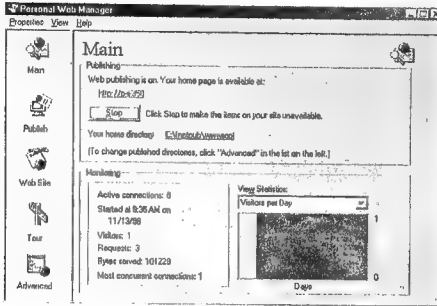 Personal Web Manager
Properties View Help
Main
Publish
Web Site
Tour
Advanced
Main
Publishing
Web publishing is on. Your home page is available at:
Stop
Click Stop to make the items on your site unavailable.
Your home directory
[To change published directories, click "Advanced" in the list on the left.]
Monitoring
Active connections: 0
Started at 8:35 AM on
11/13/98
Visitors: 1
Requests: 3
Bytes served: 101229
Most concurrent connections: 1
View Statistics:
Visitors per Day
1
0
Days